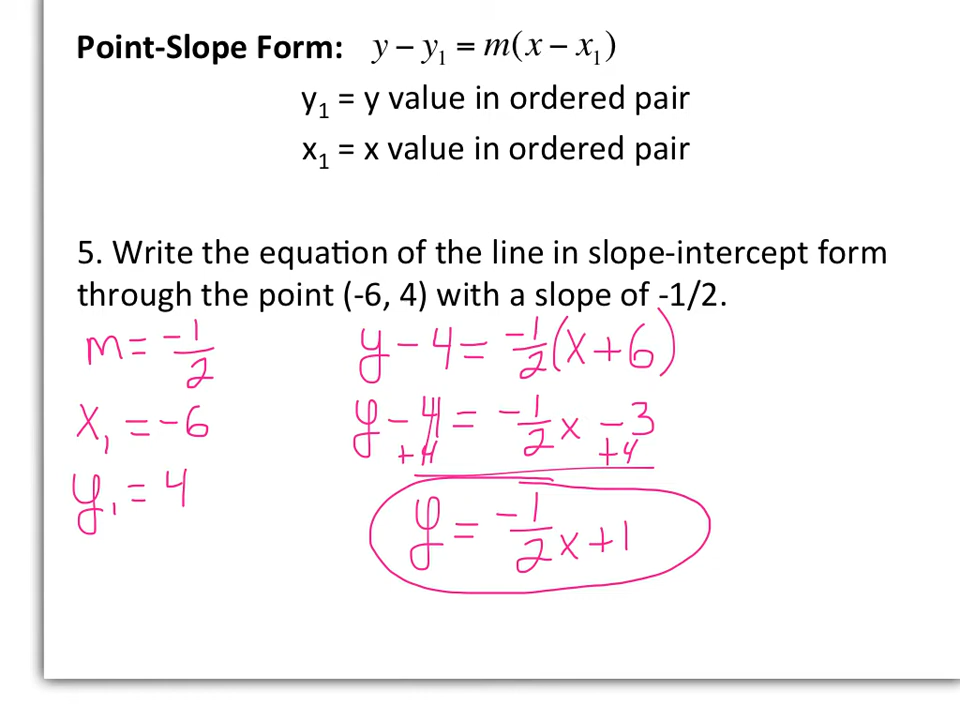 Point-Slope Form: y − y₁ = m(x − x₁)
y₁ = y value in ordered pair
x₁ = x value in ordered pair
5. Write the equation of the line in slope-intercept form
through the point (-6, 4) with a slope of -1/2.
m = -1/2
x₁ = -6
y₁ = 4
y - 4 = -1/2 (x + 6)
y - 4 = -1/2 x - 3
+4 +4
y = -1/2 x + 1